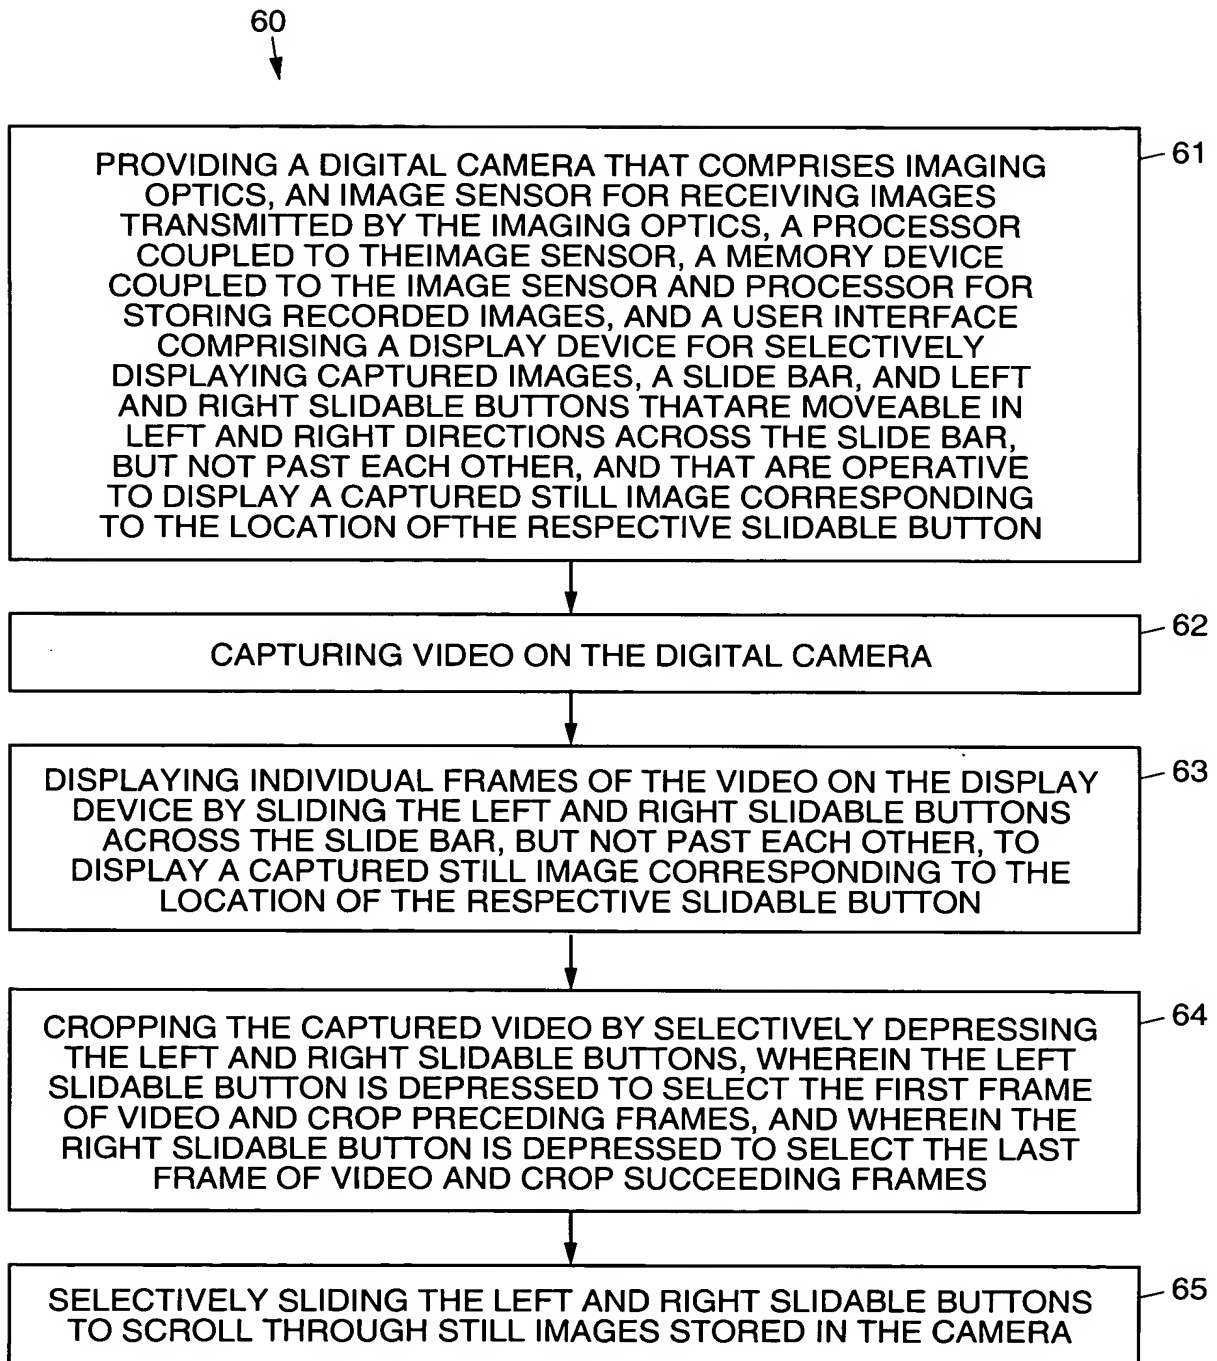 60
PROVIDING A DIGITAL CAMERA THAT COMPRISES IMAGING
OPTICS, AN IMAGE SENSOR FOR RECEIVING IMAGES
TRANSMITTED BY THE IMAGING OPTICS, A PROCESSOR
COUPLED TO THEIMAGE SENSOR, A MEMORY DEVICE
COUPLED TO THE IMAGE SENSOR AND PROCESSOR FOR
STORING RECORDED IMAGES, AND A USER INTERFACE
COMPRISING A DISPLAY DEVICE FOR SELECTIVELY
DISPLAYING CAPTURED IMAGES, A SLIDE BAR, AND LEFT
AND RIGHT SLIDABLE BUTTONS THATARE MOVEABLE IN
LEFT AND RIGHT DIRECTIONS ACROSS THE SLIDE BAR,
BUT NOT PAST EACH OTHER, AND THAT ARE OPERATIVE
TO DISPLAY A CAPTURED STILL IMAGE CORRESPONDING
TO THE LOCATION OFTHE RESPECTIVE SLIDABLE BUTTON
61
CAPTURING VIDEO ON THE DIGITAL CAMERA
62
DISPLAYING INDIVIDUAL FRAMES OF THE VIDEO ON THE DISPLAY
DEVICE BY SLIDING THE LEFT AND RIGHT SLIDABLE BUTTONS
ACROSS THE SLIDE BAR, BUT NOT PAST EACH OTHER, TO
DISPLAY A CAPTURED STILL IMAGE CORRESPONDING TO THE
LOCATION OF THE RESPECTIVE SLIDABLE BUTTON
63
CROPPING THE CAPTURED VIDEO BY SELECTIVELY DEPRESSING
THE LEFT AND RIGHT SLIDABLE BUTTONS, WHEREIN THE LEFT
SLIDABLE BUTTON IS DEPRESSED TO SELECT THE FIRST FRAME
OF VIDEO AND CROP PRECEDING FRAMES, AND WHEREIN THE
RIGHT SLIDABLE BUTTON IS DEPRESSED TO SELECT THE LAST
FRAME OF VIDEO AND CROP SUCCEEDING FRAMES
64
SELECTIVELY SLIDING THE LEFT AND RIGHT SLIDABLE BUTTONS
TO SCROLL THROUGH STILL IMAGES STORED IN THE CAMERA
65